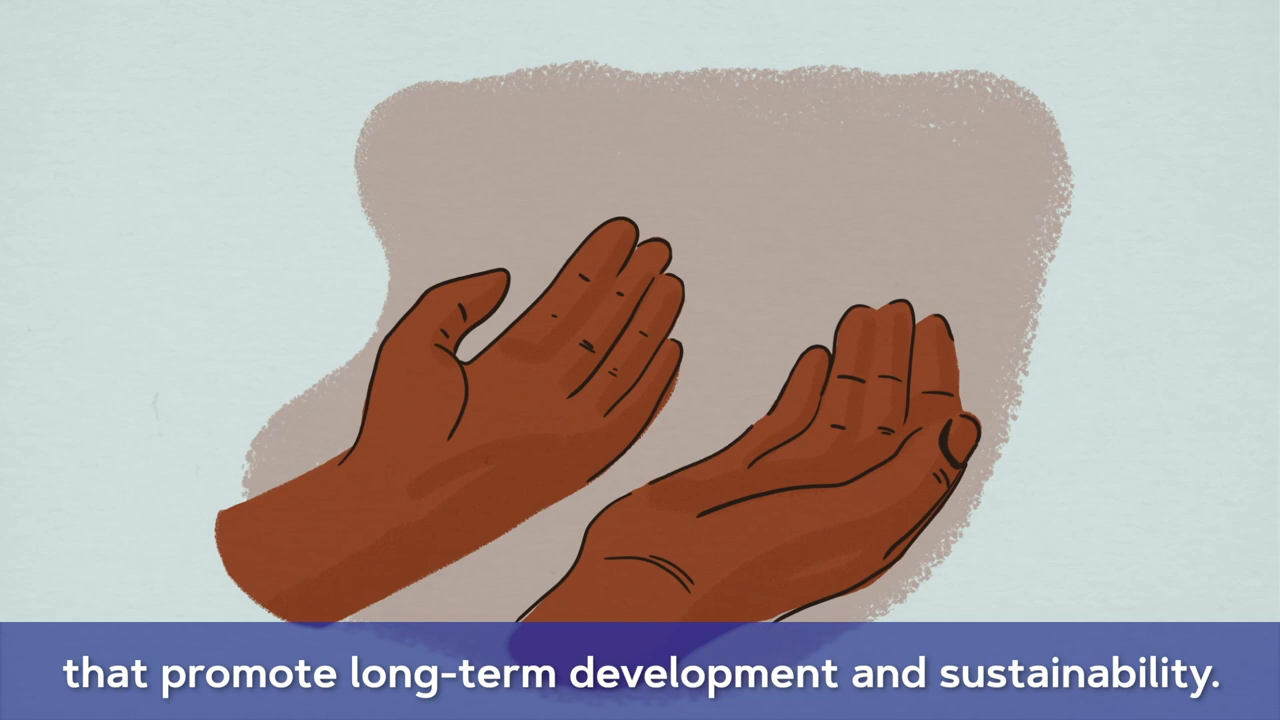 that promote long-term development and sustainability.